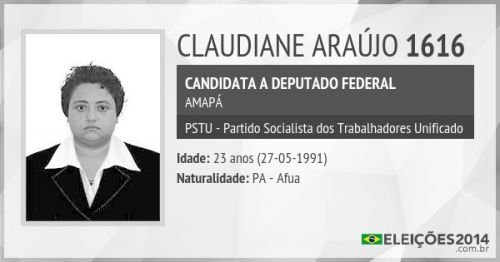 CLAUDIANE ARAÚJO 1616
CANDIDATA A DEPUTADO FEDERAL
AMAPÁ
PSTU - Partido Socialista dos Trabalhadores Unificado
Idade: 23 anos (27-05-1991)
Naturalidade: PA - Afua
ELEIÇÕES2014
.com.br